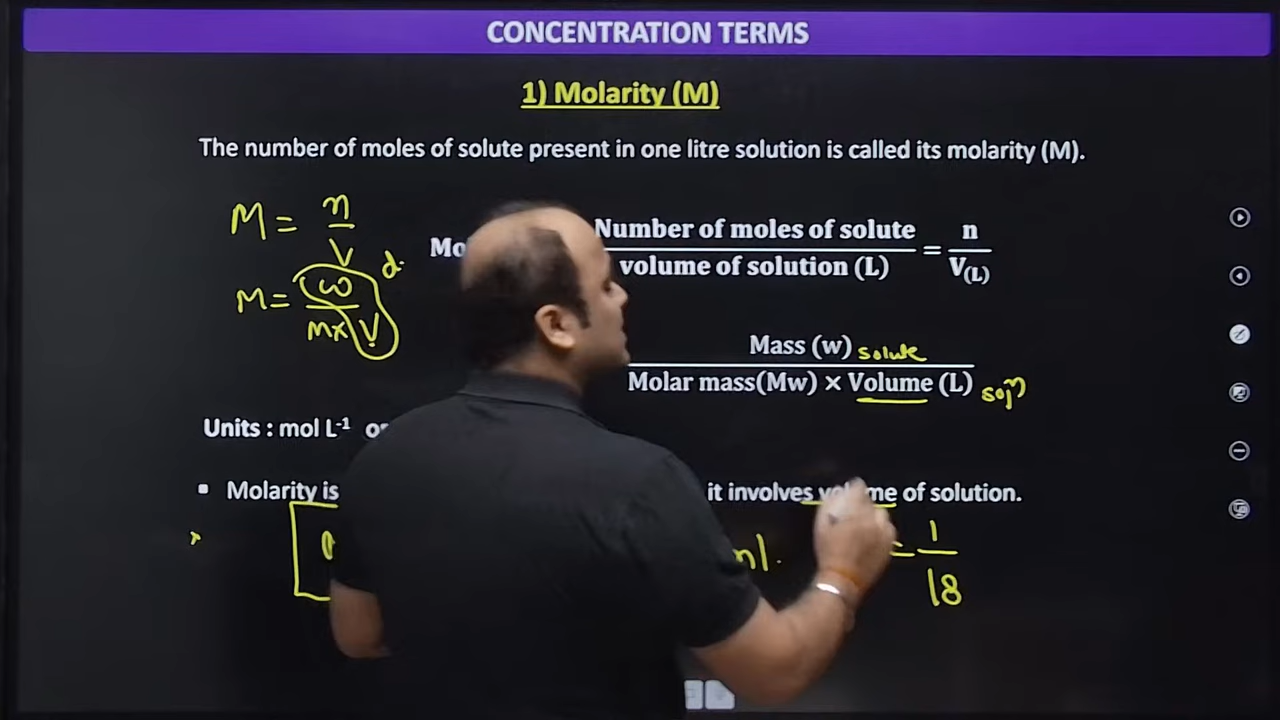 CONCENTRATION TERMS
1) Molarity (M)
The number of moles of solute present in one litre solution is called its molarity (M).
M = n / V
Number of moles of solute / volume of solution (L) = n / V(L)
d.
M = w / M × V
Mass (w) solute / Molar mass(Mw) × Volume (L) sol^n
Units : mol L-1
Molarity is it involves volume of solution.
= 1 / 18